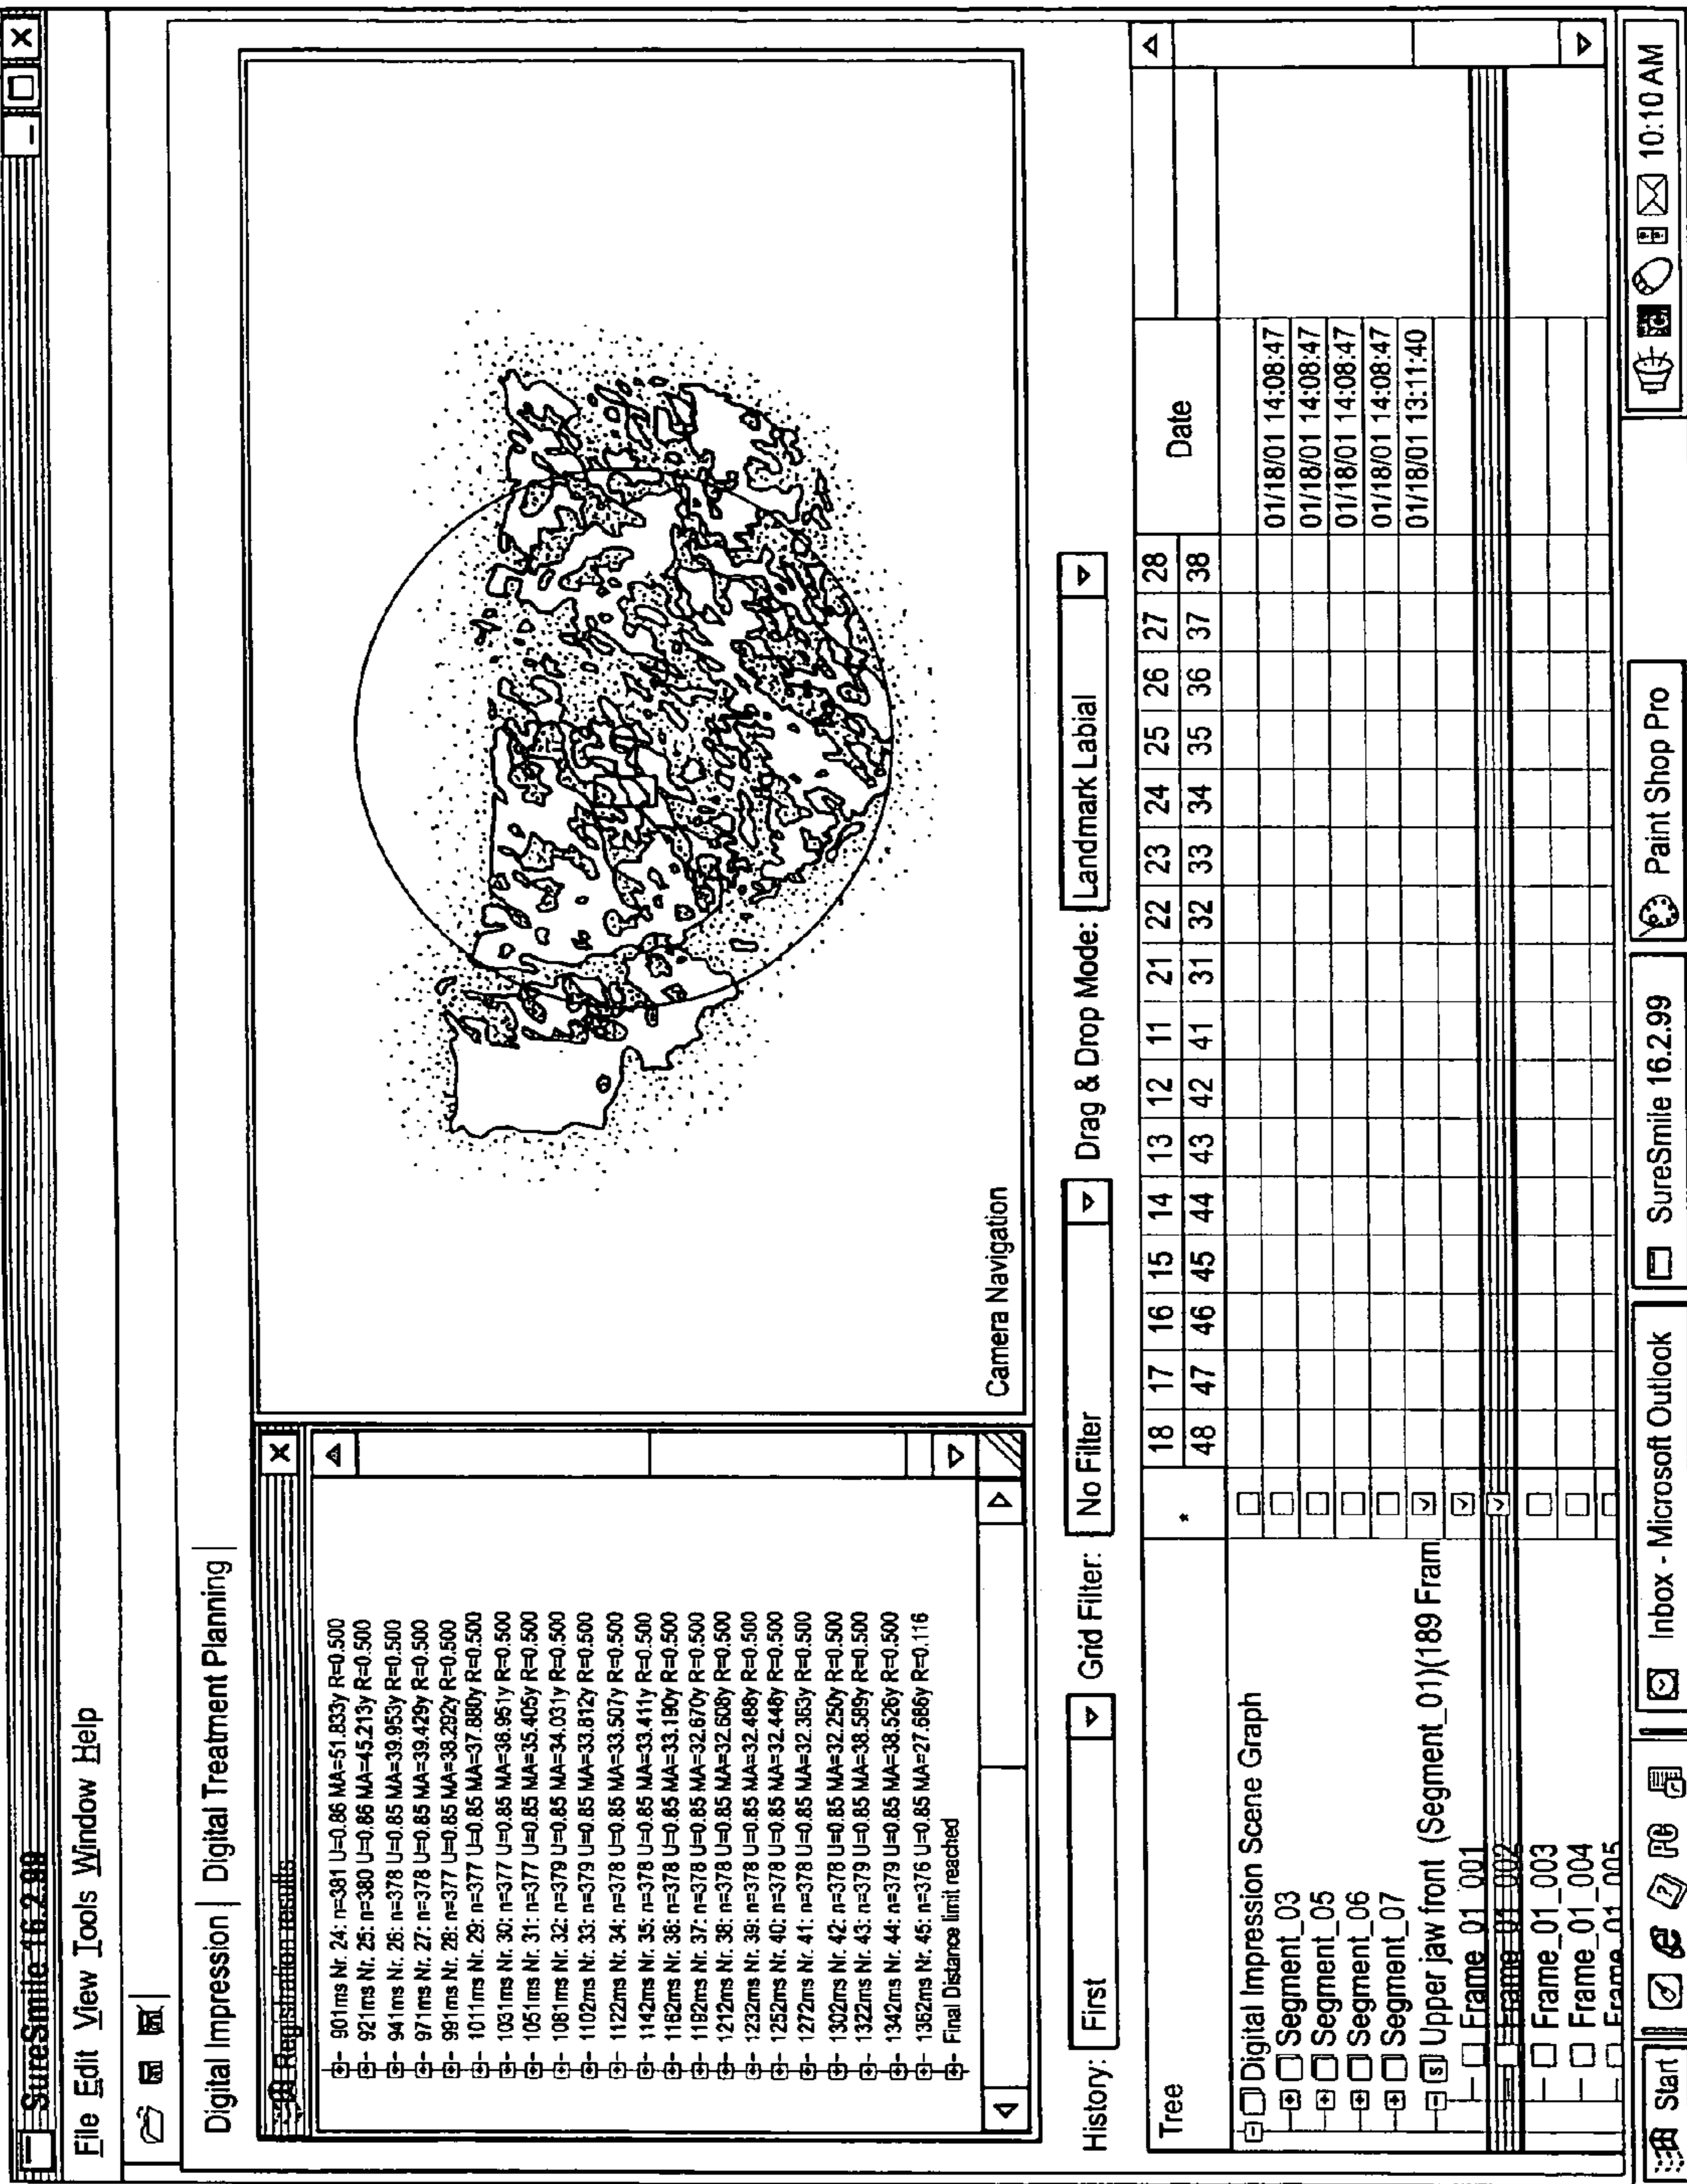 SureSmile 16.2.99
File Edit View Tools Window Help
Digital Impression | Digital Treatment Planning
Registration results
901ms Nr. 24: n=381 U=0.86 MA=51.833y R=0.500
921ms Nr. 25: n=380 U=0.86 MA=45.213y R=0.500
941ms Nr. 26: n=378 U=0.85 MA=39.953y R=0.500
971ms Nr. 27: n=378 U=0.85 MA=39.429y R=0.500
991ms Nr. 28: n=377 U=0.85 MA=38.292y R=0.500
1011ms Nr. 29: n=377 U=0.85 MA=37.880y R=0.500
1031ms Nr. 30: n=377 U=0.85 MA=36.951y R=0.500
1051ms Nr. 31: n=377 U=0.85 MA=35.405y R=0.500
1081ms Nr. 32: n=379 U=0.85 MA=34.031y R=0.500
1102ms Nr. 33: n=379 U=0.85 MA=33.812y R=0.500
1122ms Nr. 34: n=378 U=0.85 MA=33.507y R=0.500
1142ms Nr. 35: n=378 U=0.85 MA=33.411y R=0.500
1162ms Nr. 36: n=378 U=0.85 MA=33.190y R=0.500
1192ms Nr. 37: n=378 U=0.85 MA=32.670y R=0.500
1212ms Nr. 38: n=378 U=0.85 MA=32.608y R=0.500
1232ms Nr. 39: n=378 U=0.85 MA=32.488y R=0.500
1252ms Nr. 40: n=378 U=0.85 MA=32.448y R=0.500
1272ms Nr. 41: n=378 U=0.85 MA=32.363y R=0.500
1302ms Nr. 42: n=378 U=0.85 MA=32.250y R=0.500
1322ms Nr. 43: n=379 U=0.85 MA=38.589y R=0.500
1342ms Nr. 44: n=379 U=0.85 MA=38.526y R=0.500
1362ms Nr. 45: n=376 U=0.85 MA=27.686y R=0.116
Final Distance limit reached
Camera Navigation
History: First Grid Filter: No Filter Drag & Drop Mode: Landmark Labial
Tree * 18 17 16 15 14 13 12 11 21 22 23 24 25 26 27 28 Date
48 47 46 45 44 43 42 41 31 32 33 34 35 36 37 38
Digital Impression Scene Graph
Segment_03 01/18/01 14:08:47
Segment_05 01/18/01 14:08:47
Segment_06 01/18/01 14:08:47
Segment_07 01/18/01 14:08:47
Upper jaw front (Segment_01)(189 Fram 01/18/01 13:11:40
Frame_01_001
Frame_01_002
Frame_01_003
Frame_01_004
Frame_01_005
Start Inbox - Microsoft Outlook SureSmile 16.2.99 Paint Shop Pro 10:10 AM